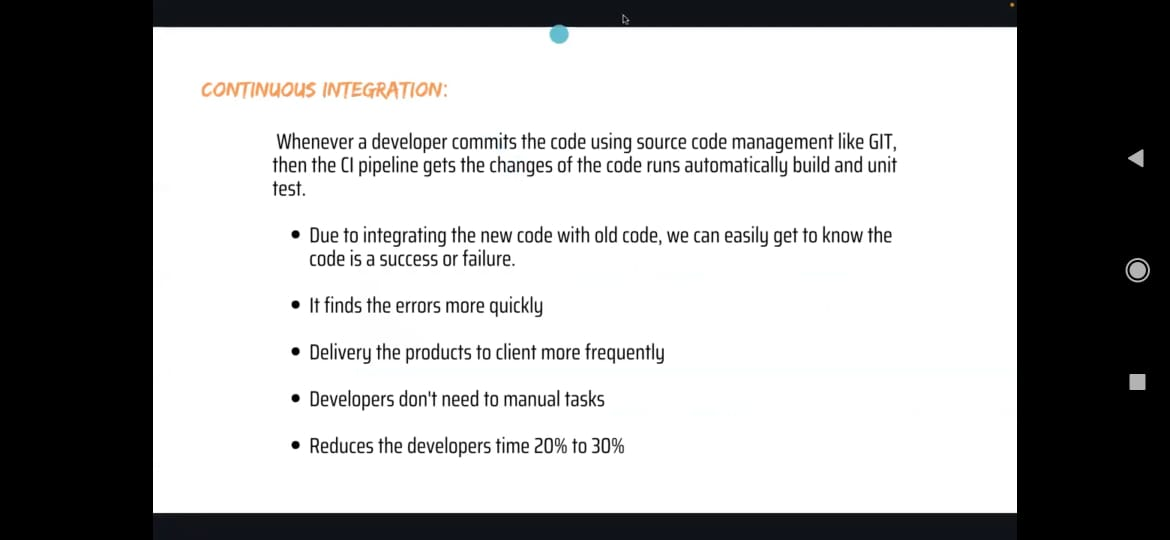 CONTINUOUS INTEGRATION:
Whenever a developer commits the code using source code management like GIT,
then the CI pipeline gets the changes of the code runs automatically build and unit
test.
• Due to integrating the new code with old code, we can easily get to know the
code is a success or failure.
• It finds the errors more quickly
• Delivery the products to client more frequently
• Developers don't need to manual tasks
• Reduces the developers time 20% to 30%